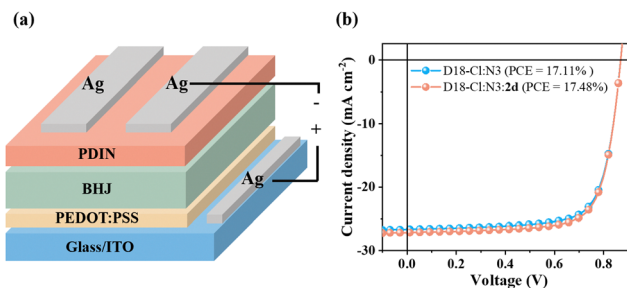 (a)
Ag
Ag
-
+
PDIN
BHJ
Ag
PEDOT:PSS
Glass/ITO
(b)
Current density (mA cm⁻²)
0
-10
-20
-30
D18-Cl:N3 (PCE = 17.11% )
D18-Cl:N3:2d (PCE = 17.48%)
0.0 0.2 0.4 0.6 0.8
Voltage (V)